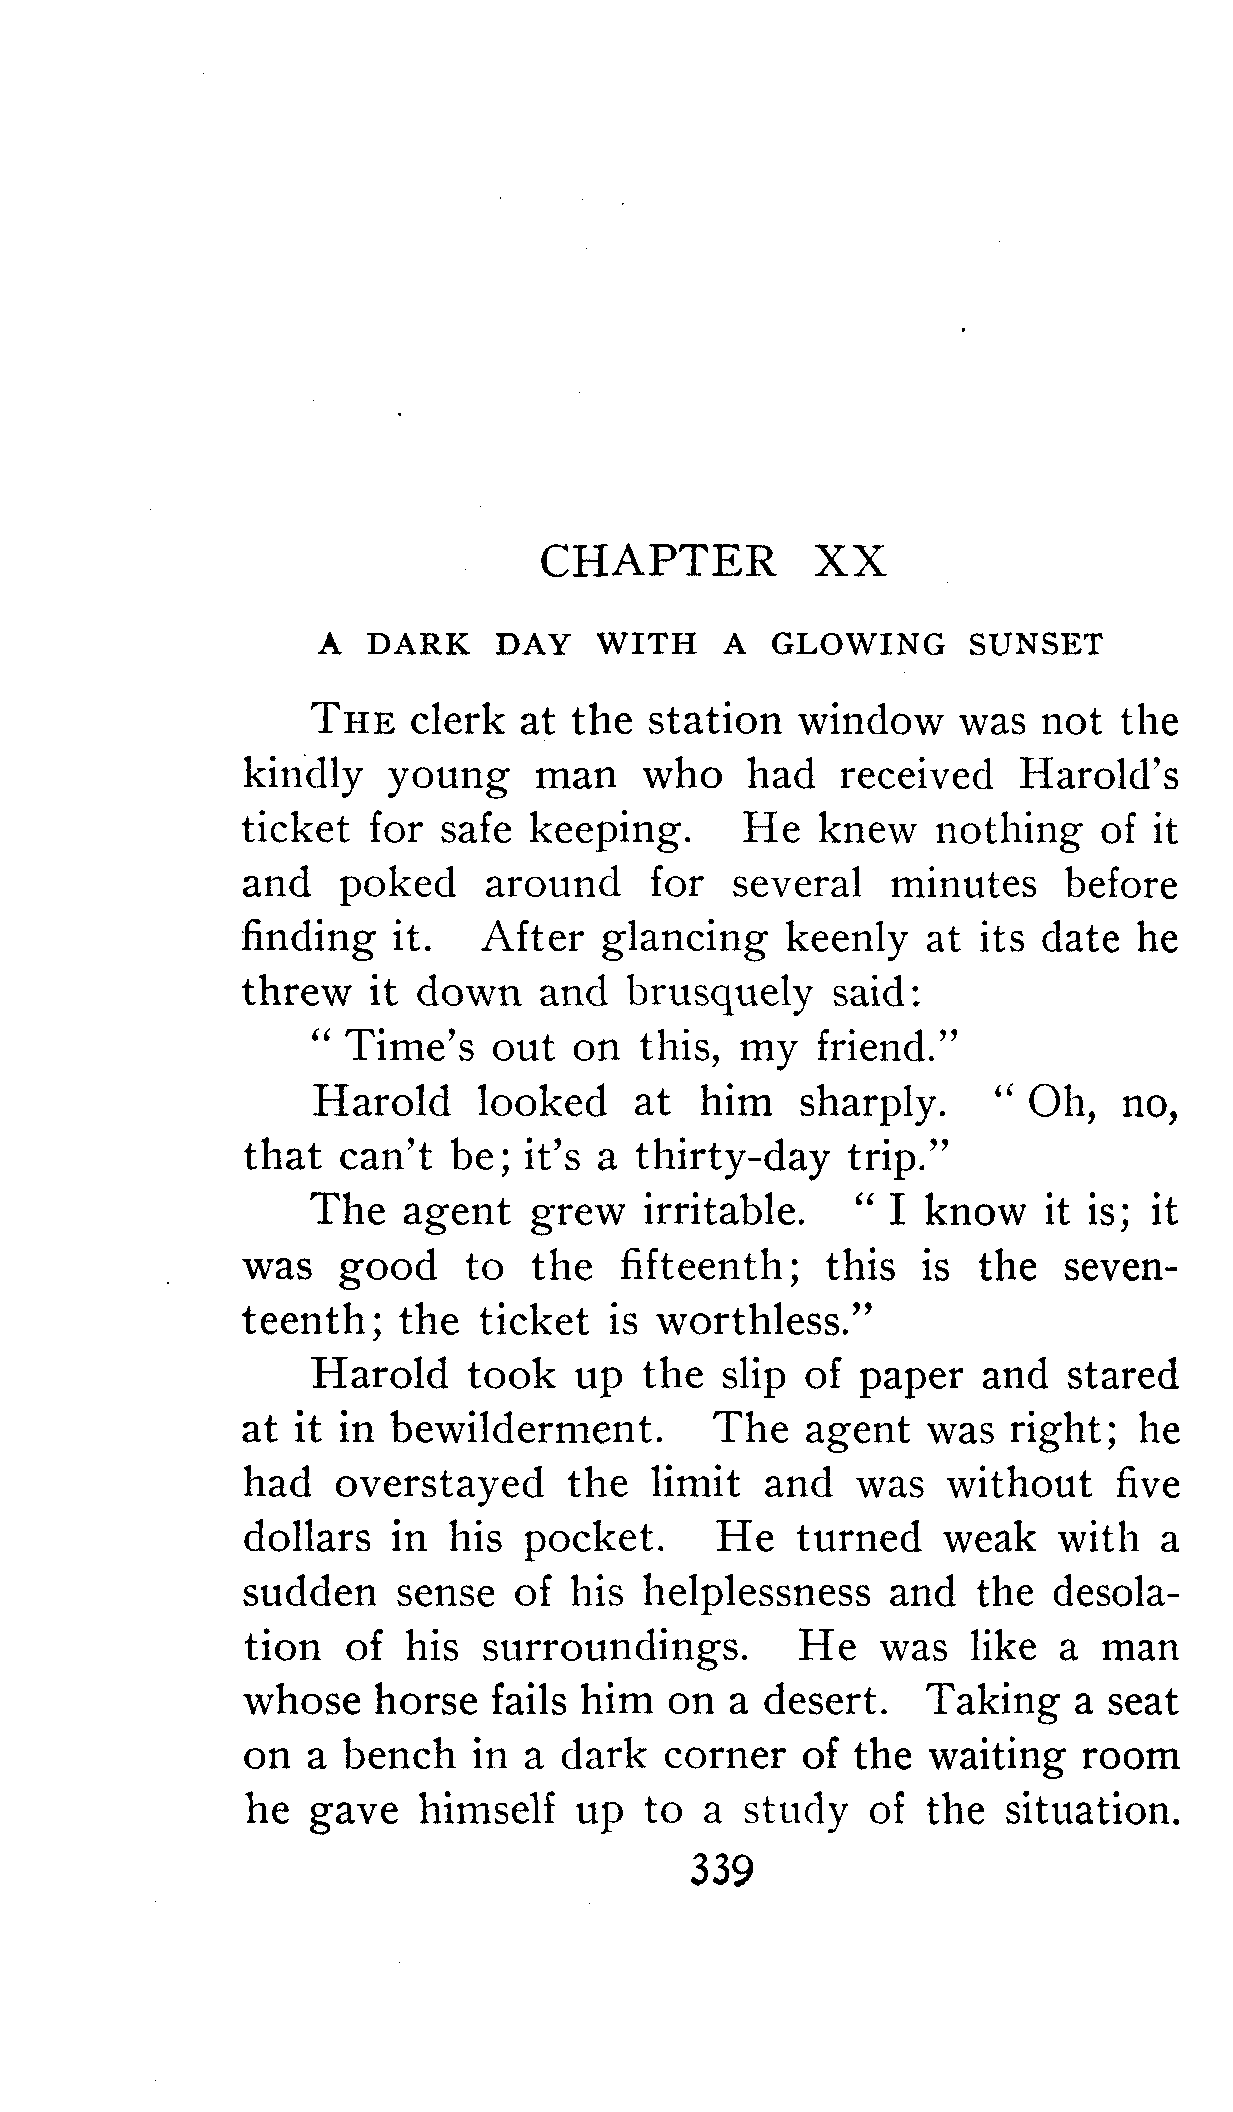 CHAPTER XX
A DARK DAY WITH A GLOWING SUNSET
THE clerk at the station window was not the
kindly young man who had received Harold's
ticket for safe keeping. He knew nothing of it
and poked around for several minutes before
finding it. After glancing keenly at its date he
threw it down and brusquely said:
" Time's out on this, my friend."
Harold looked at him sharply. " Oh, no,
that can't be; it's a thirty-day trip."
The agent grew irritable. " I know it is; it
was good to the fifteenth; this is the seven-
teenth; the ticket is worthless."
Harold took up the slip of paper and stared
at it in bewilderment. The agent was right; he
had overstayed the limit and was without five
dollars in his pocket. He turned weak with a
sudden sense of his helplessness and the desola-
tion of his surroundings. He was like a man
whose horse fails him on a desert. Taking a seat
on a bench in a dark corner of the waiting room
he gave himself up to a study of the situation.
339